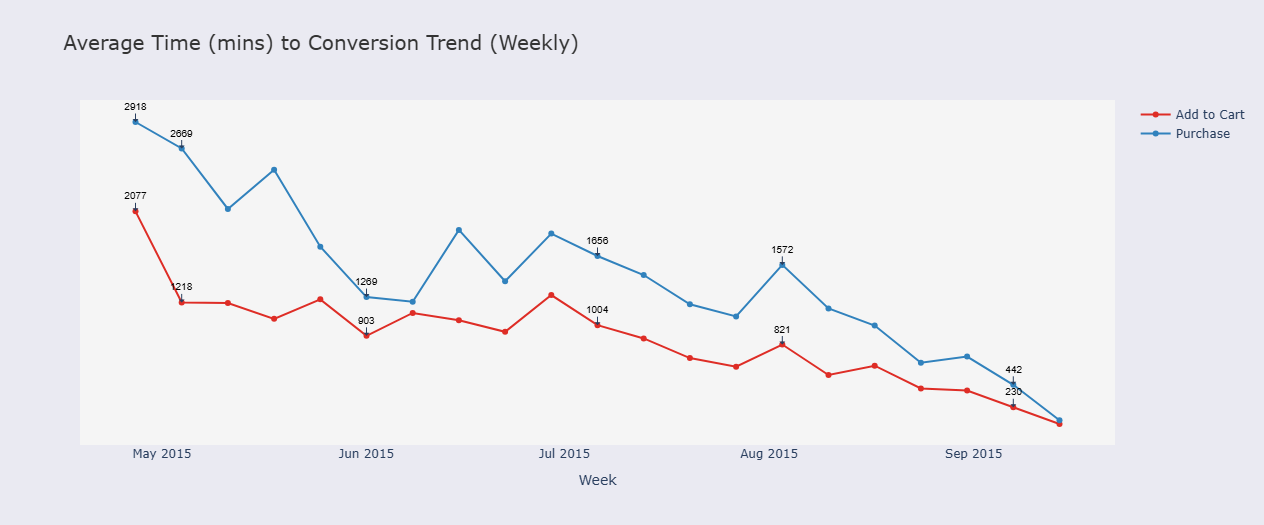 Average Time (mins) to Conversion Trend (Weekly)
2918
2669
2077
1218
1269
903
1656
1004
1572
821
442
230
Add to Cart
Purchase
May 2015
Jun 2015
Jul 2015
Aug 2015
Sep 2015
Week